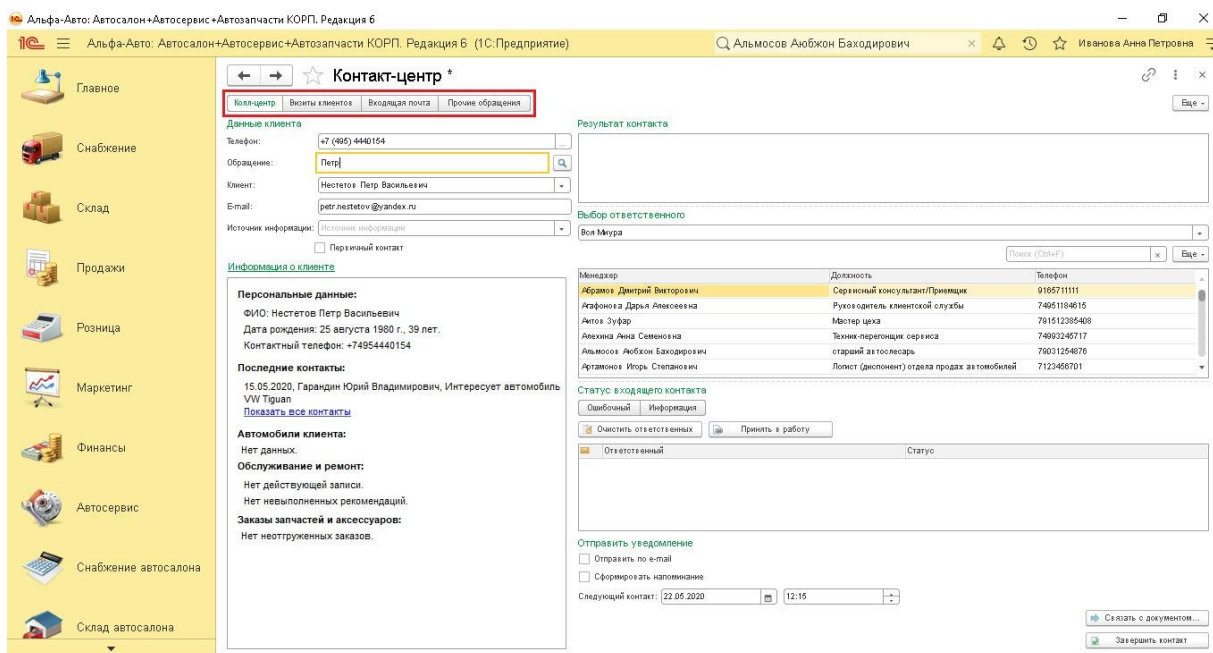 Альфа-Авто: Автосалон+Автосервис+Автозапчасти КОРП. Редакция 6
Альфа-Авто: Автосалон+Автосервис+Автозапчасти КОРП. Редакция 6 (1С:Предприятие)
Альмосов Аюбжон Баходирович
Иванова Анна Петровна
Главное
Снабжение
Склад
Продажи
Розница
Маркетинг
Финансы
Автосервис
Снабжение автосалона
Склад автосалона
Контакт-центр *
Колл-центр Визиты клиентов Входящая почта Прочие обращения
Еще
Данные клиента
Телефон: +7 (495) 4440154 ...
Обращение: Петр
Клиент: Нестетов Петр Васильевич
E-mail: petr.nestetov@yandex.ru
Источник информации: Источник информации
Первичный контакт
Информация о клиенте
Персональные данные:
ФИО: Нестетов Петр Васильевич
Дата рождения: 25 августа 1980 г., 39 лет.
Контактный телефон: +74954440154
Последние контакты:
15.05.2020, Гарандин Юрий Владимирович, Интересует автомобиль
VW Tiguan
Показать все контакты
Автомобили клиента:
Нет данных.
Обслуживание и ремонт:
Нет действующей записи.
Нет невыполненных рекомендаций.
Заказы запчастей и аксессуаров:
Нет неотгруженных заказов.
Результат контакта
Выбор ответственного
Вол Миура
Поиск (Ctrl+F) Еще
Менеджер Должность Телефон
Абрамов Дмитрий Викторович Сервисный консультант/Приемщик 9165711111
Агафонова Дарья Алексеевна Руководитель клиентской службы 74951184615
Аитов Зуфар Мастер цеха 791512385408
Алехина Анна Семеновна Техник-перегонщик сервиса 74993245717
Альмосов Аюбжон Баходирович старший автослесарь 79031254876
Артамонов Игорь Степанович Логист (диспонент) отдела продаж автомобилей 7123456701
Статус входящего контакта
Ошибочный Информация
Очистить ответственных Принять в работу
Ответственный Статус
Отправить уведомление
Отправить по e-mail
Сформировать напоминание
Следующий контакт: 22.05.2020 12:15
Связать с документом...
Завершить контакт